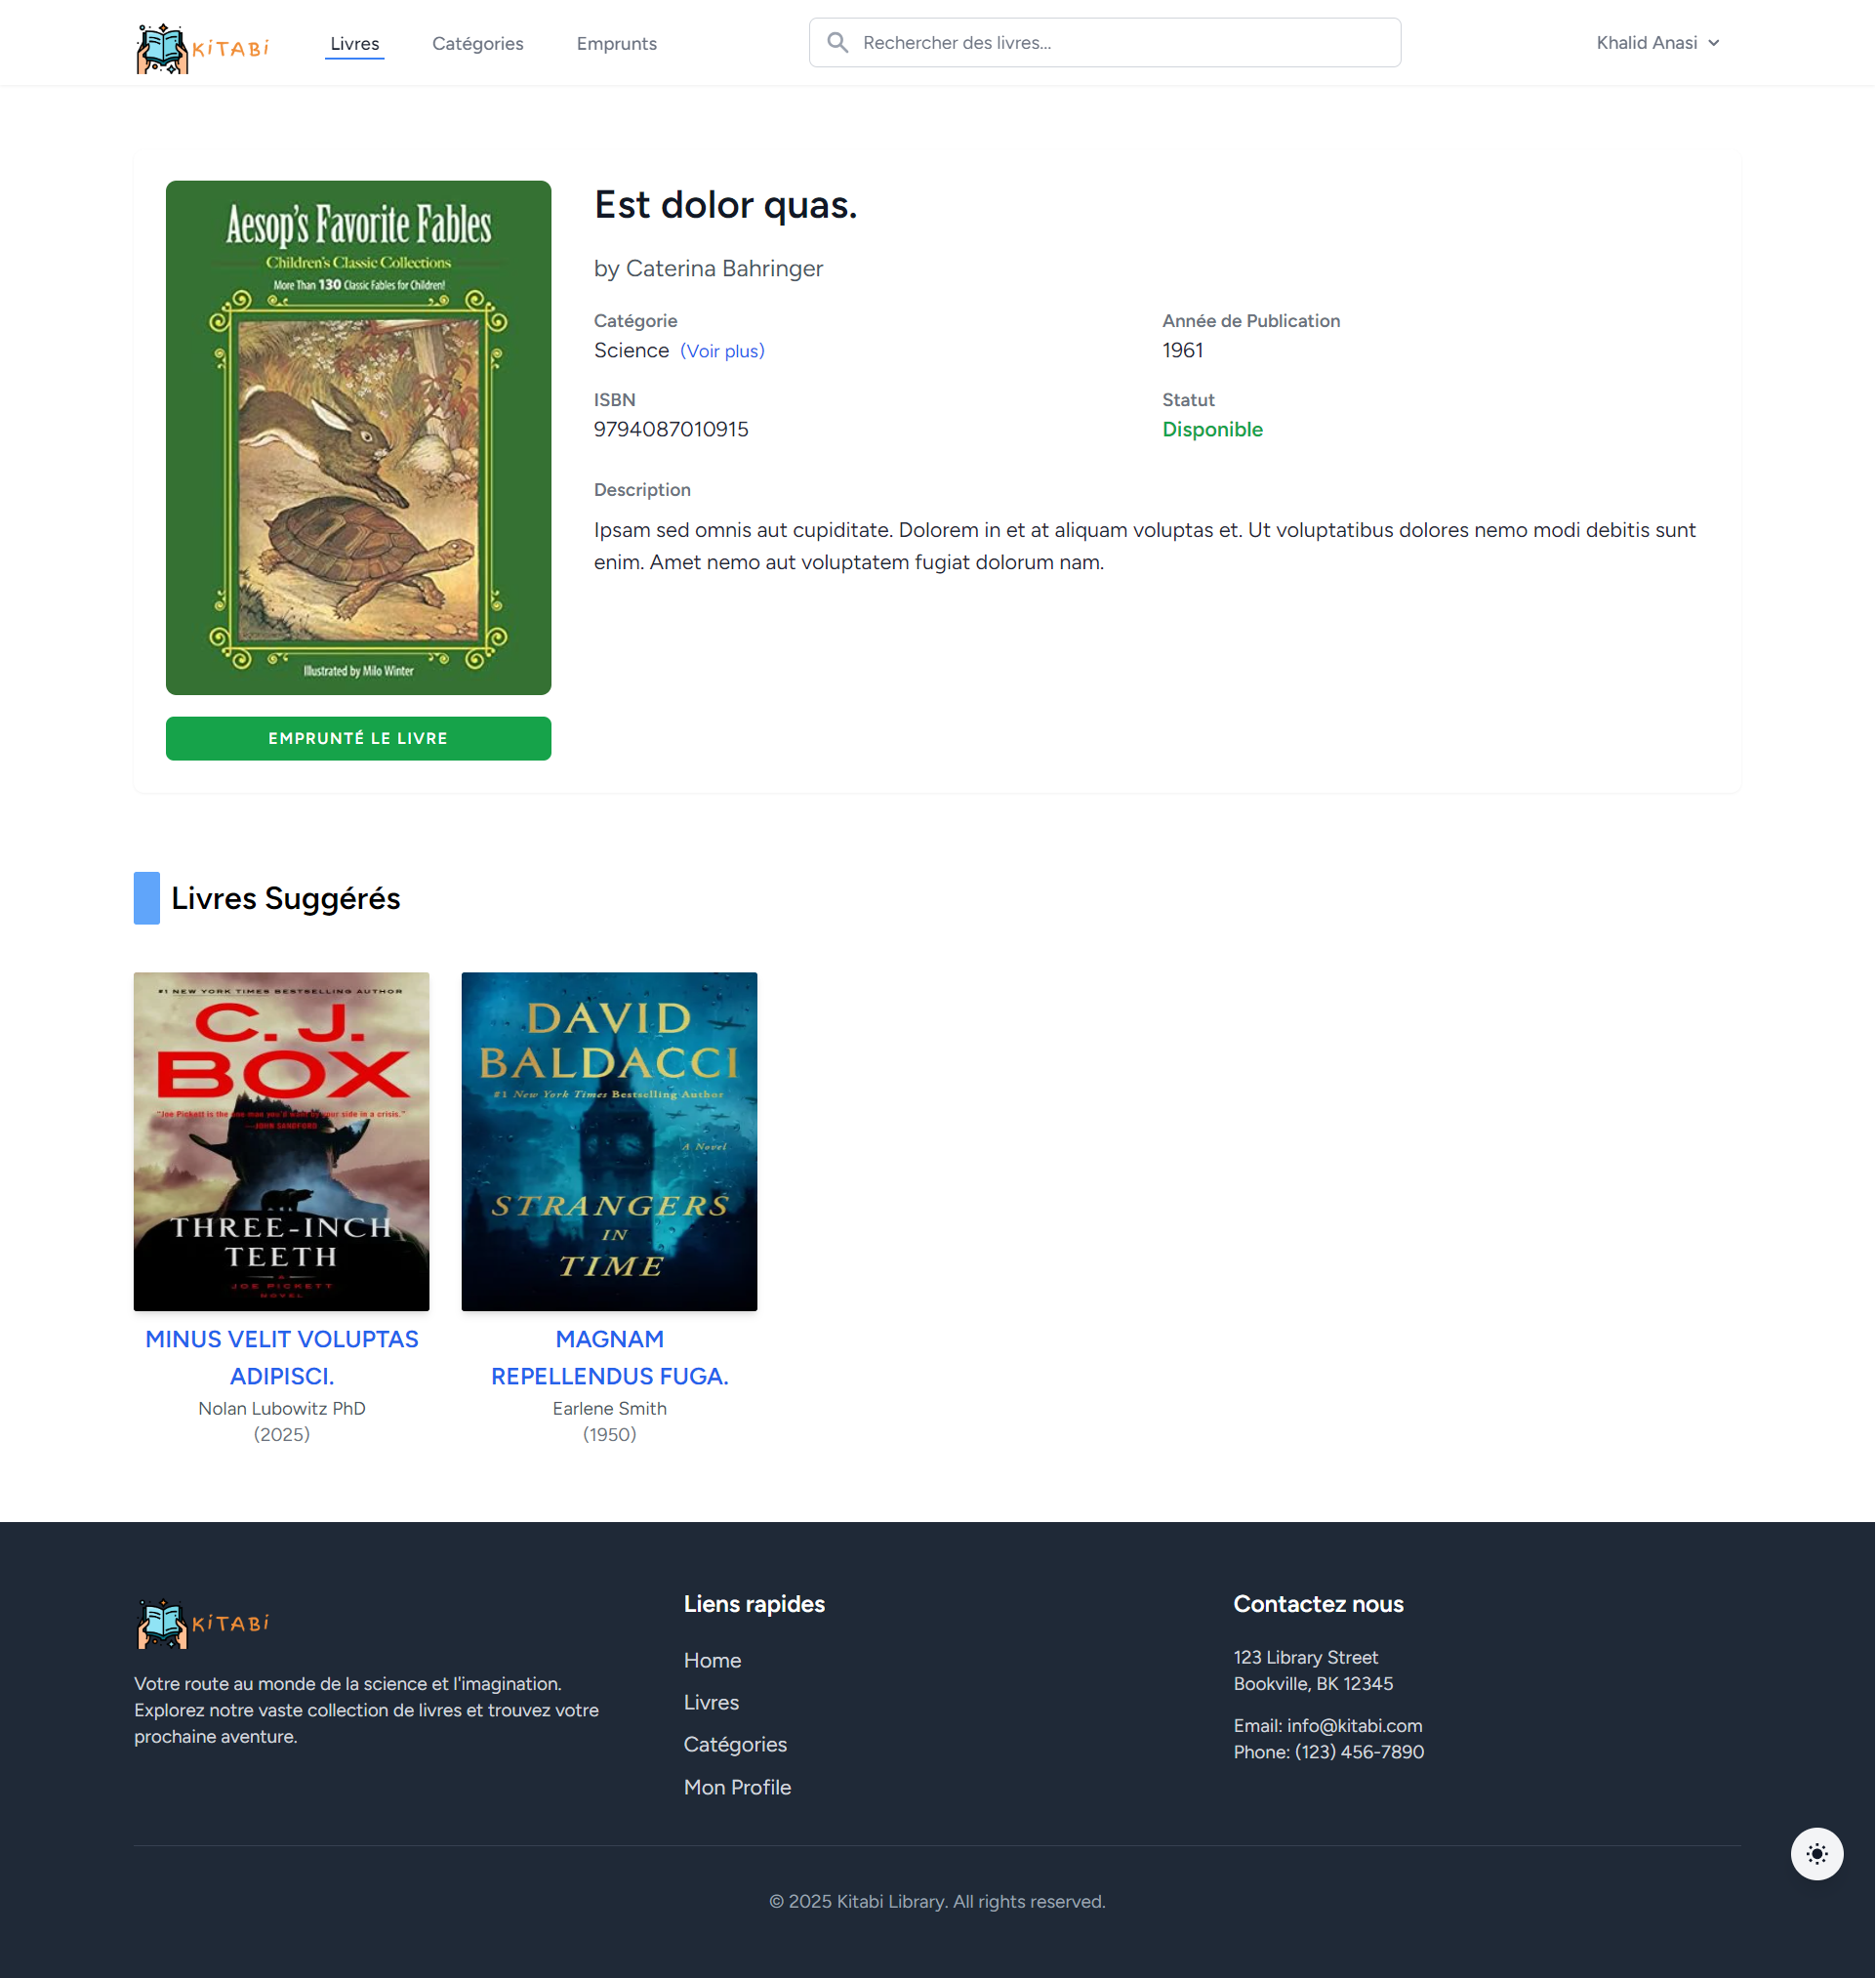 KiTABi
Livres
Catégories
Emprunts
Rechercher des livres...
Khalid Anasi
Aesop's Favorite Fables
Children's Classic Collections
More Than 130 Classic Fables for Children!
Illustrated by Milo Winter
EMPRUNTÉ LE LIVRE
Est dolor quas.
by Caterina Bahringer
Catégorie
Science (Voir plus)
Année de Publication
1961
ISBN
9794087010915
Statut
Disponible
Description
Ipsam sed omnis aut cupiditate. Dolorem in et at aliquam voluptas et. Ut voluptatibus dolores nemo modi debitis sunt
enim. Amet nemo aut voluptatem fugiat dolorum nam.
Livres Suggérés
#1 NEW YORK TIMES BESTSELLING AUTHOR
C. J.
BOX
"Joe Pickett is the one man you'd want by your side in a crisis."
—JOHN SANDFORD
THREE-INCH
TEETH
A
JOE PICKETT
NOVEL
MINUS VELIT VOLUPTAS
ADIPISCI.
Nolan Lubowitz PhD
(2025)
DAVID
BALDACCI
#1 New York Times Bestselling Author
A Novel
STRANGERS
IN
TIME
MAGNAM
REPELLENDUS FUGA.
Earlene Smith
(1950)
KiTABi
Votre route au monde de la science et l'imagination.
Explorez notre vaste collection de livres et trouvez votre
prochaine aventure.
Liens rapides
Home
Livres
Catégories
Mon Profile
Contactez nous
123 Library Street
Bookville, BK 12345
Email: info@kitabi.com
Phone: (123) 456-7890
© 2025 Kitabi Library. All rights reserved.